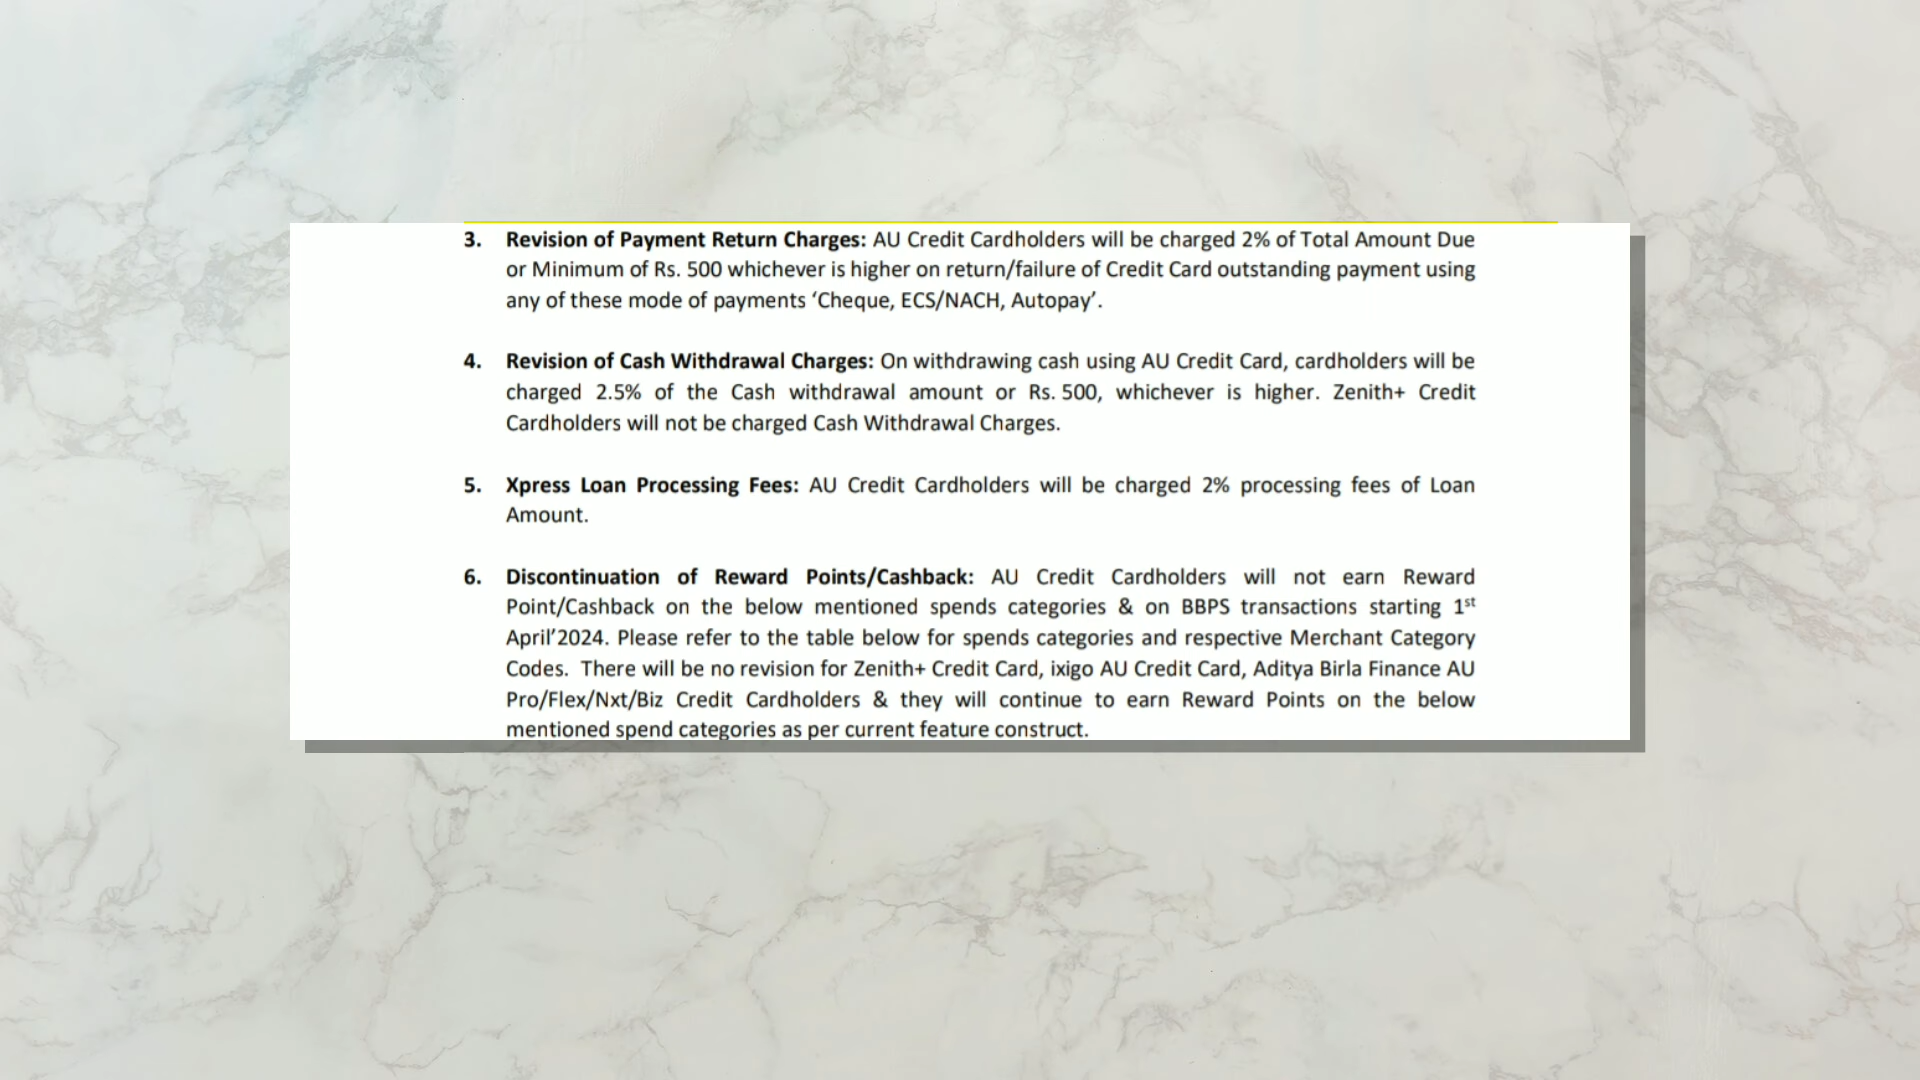 3. Revision of Payment Return Charges: AU Credit Cardholders will be charged 2% of Total Amount Due
or Minimum of Rs. 500 whichever is higher on return/failure of Credit Card outstanding payment using
any of these mode of payments ‘Cheque, ECS/NACH, Autopay’.
4. Revision of Cash Withdrawal Charges: On withdrawing cash using AU Credit Card, cardholders will be
charged 2.5% of the Cash withdrawal amount or Rs. 500, whichever is higher. Zenith+ Credit
Cardholders will not be charged Cash Withdrawal Charges.
5. Xpress Loan Processing Fees: AU Credit Cardholders will be charged 2% processing fees of Loan
Amount.
6. Discontinuation of Reward Points/Cashback: AU Credit Cardholders will not earn Reward
Point/Cashback on the below mentioned spends categories & on BBPS transactions starting 1st
April’2024. Please refer to the table below for spends categories and respective Merchant Category
Codes. There will be no revision for Zenith+ Credit Card, ixigo AU Credit Card, Aditya Birla Finance AU
Pro/Flex/Nxt/Biz Credit Cardholders & they will continue to earn Reward Points on the below
mentioned spend categories as per current feature construct.